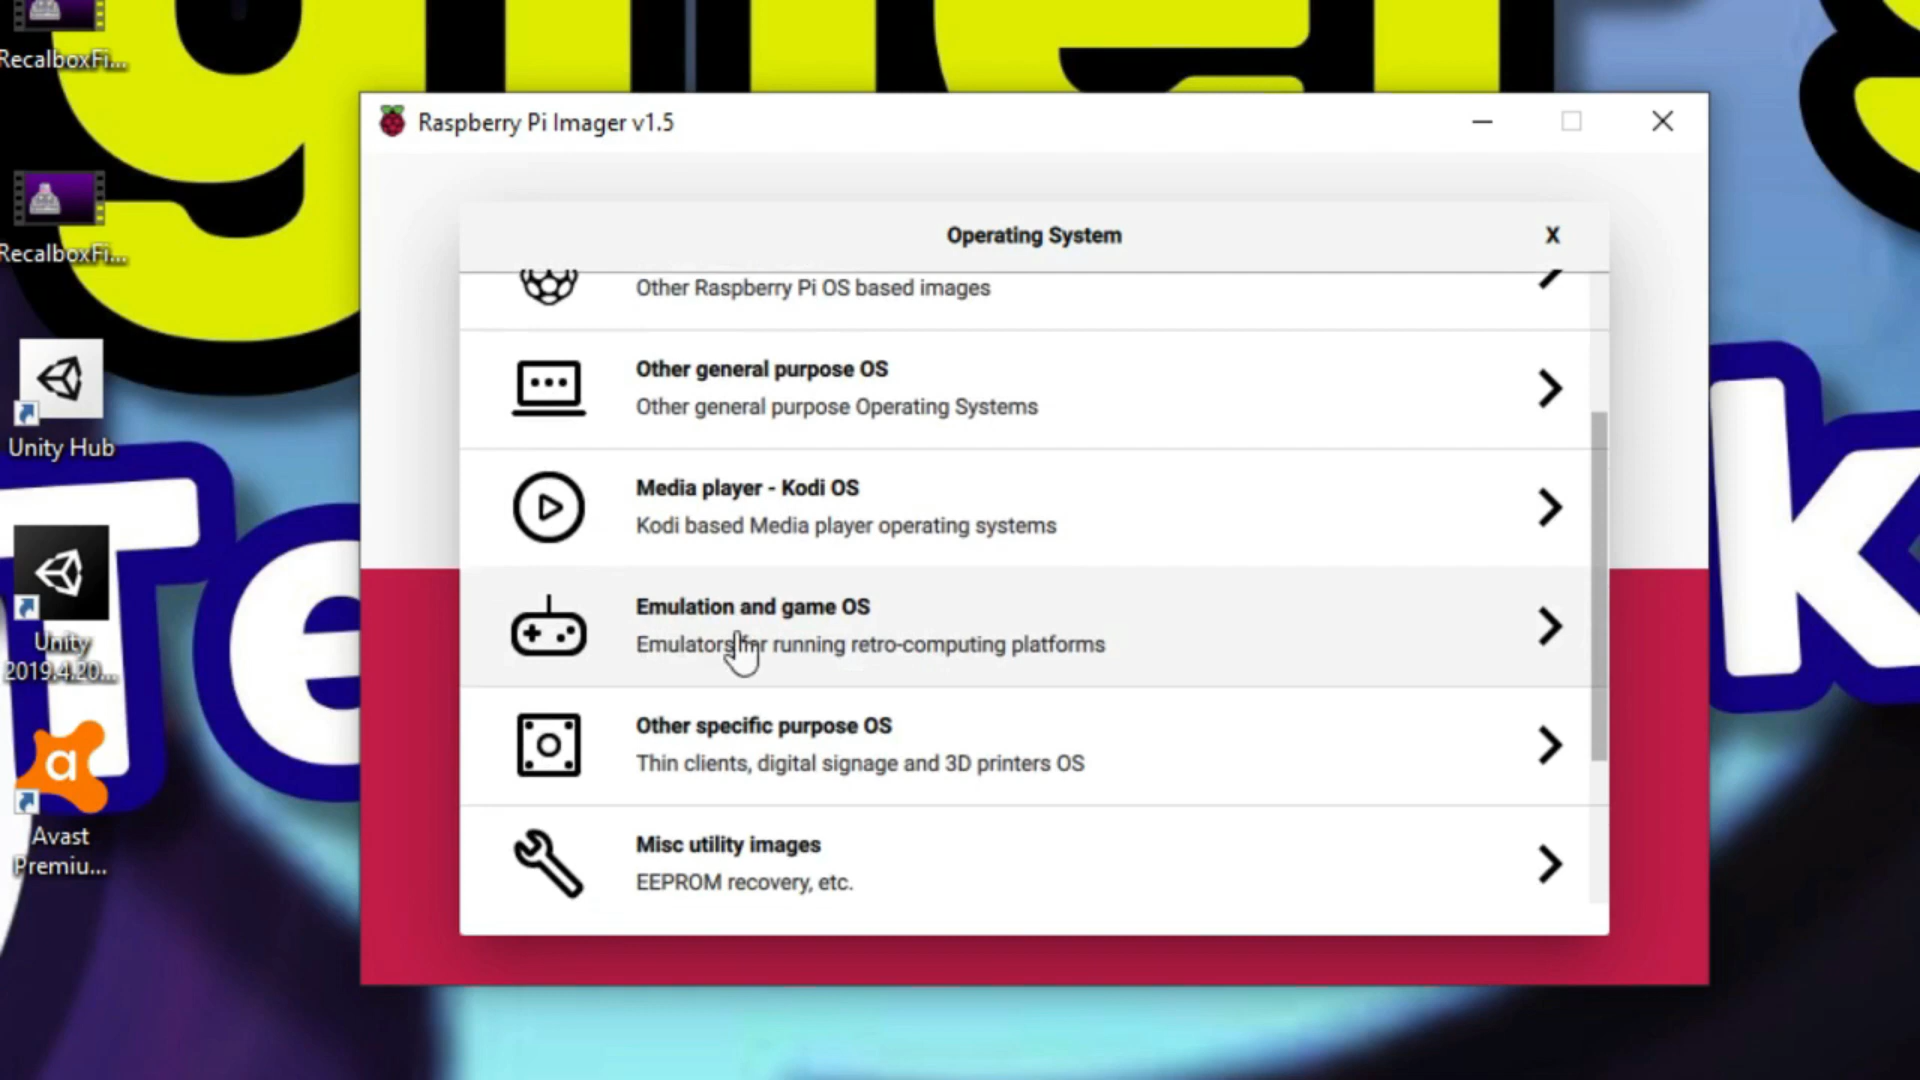 RecalboxFi...
RecalboxFi...
Unity Hub
Unity
2019.4.20...
Avast
Premiu...
Raspberry Pi Imager v1.5
Operating System
X
Other Raspberry Pi OS based images
Other general purpose OS
Other general purpose Operating Systems
Media player - Kodi OS
Kodi based Media player operating systems
Emulation and game OS
Emulators for running retro-computing platforms
Other specific purpose OS
Thin clients, digital signage and 3D printers OS
Misc utility images
EEPROM recovery, etc.